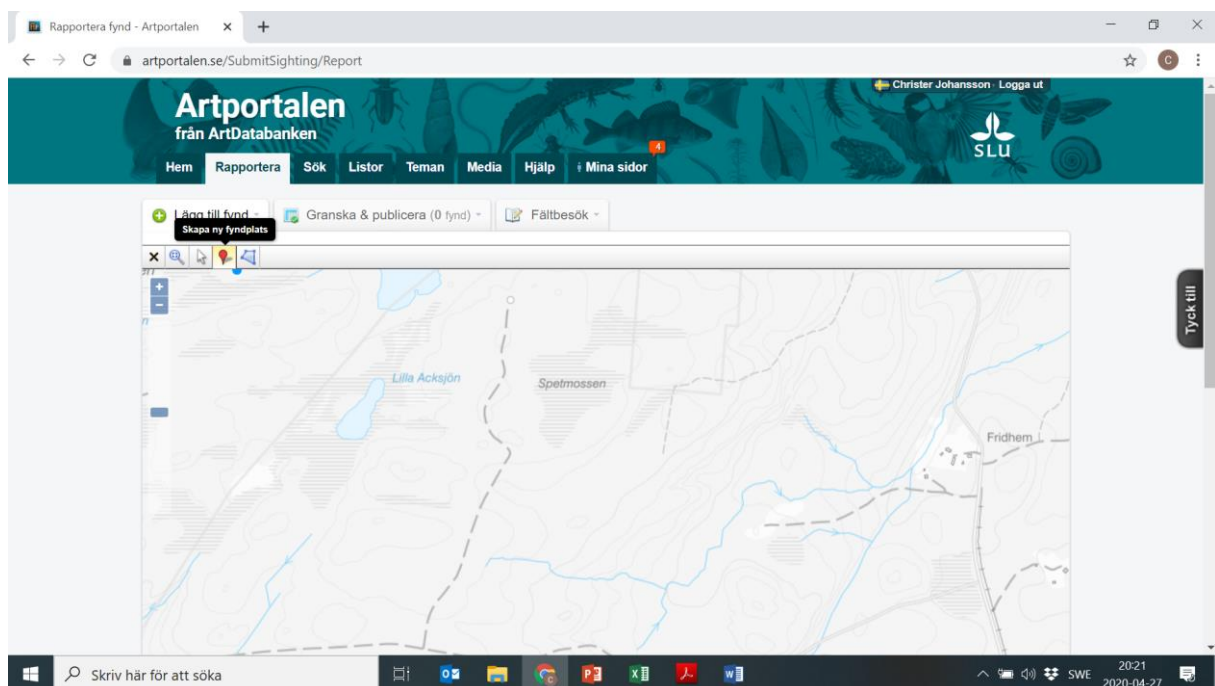 Rapportera fynd - Artportalen
artportalen.se/SubmitSighting/Report
C
Christer Johansson · Logga ut
Artportalen
från ArtDatabanken
SLU
4
Hem Rapportera Sök Listor Teman Media Hjälp Mina sidor
Lägg till fynd Granska & publicera (0 fynd) Fältbesök
Skapa ny fyndplats
Tyck till
Lilla Acksjön
Spetmossen
Fridhem
Skriv här för att söka
SWE
20:21
2020-04-27